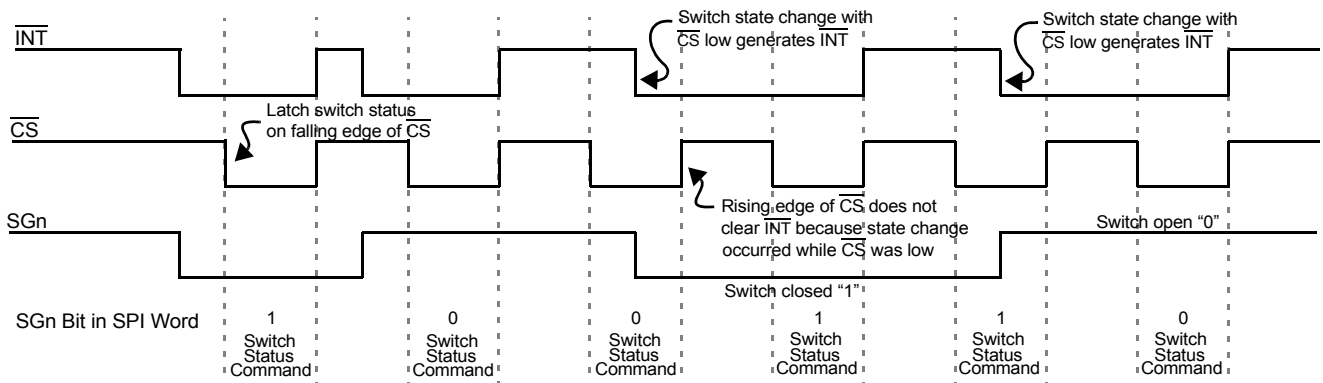 INT
Switch state change with
CS low generates INT
Switch state change with
CS low generates INT
CS
Latch switch status
on falling edge of CS
SGn
Rising edge of CS does not
clear INT because state change
occurred while CS was low
Switch open “0”
Switch closed “1”
SGn Bit in SPI Word
1
Switch
Status
Command
0
Switch
Status
Command
0
Switch
Status
Command
1
Switch
Status
Command
1
Switch
Status
Command
0
Switch
Status
Command